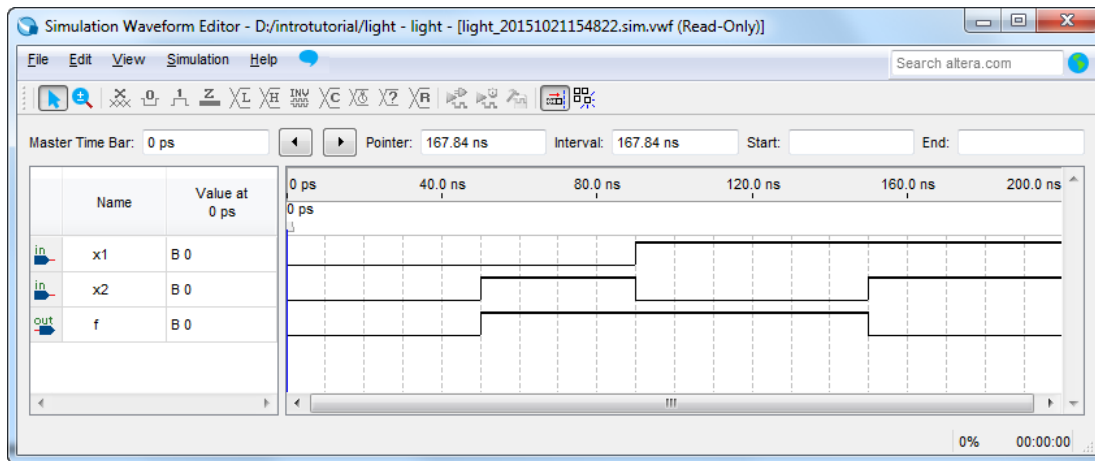 Simulation Waveform Editor - D:/introtutorial/light - light - [light_20151021154822.sim.vwf (Read-Only)]
File Edit View Simulation Help Search altera.com
Master Time Bar: 0 ps Pointer: 167.84 ns Interval: 167.84 ns Start: End:
Name Value at 0 ps
0 ps 40.0 ns 80.0 ns 120.0 ns 160.0 ns 200.0 ns
0 ps
in x1 B 0
in x2 B 0
out f B 0
0% 00:00:00